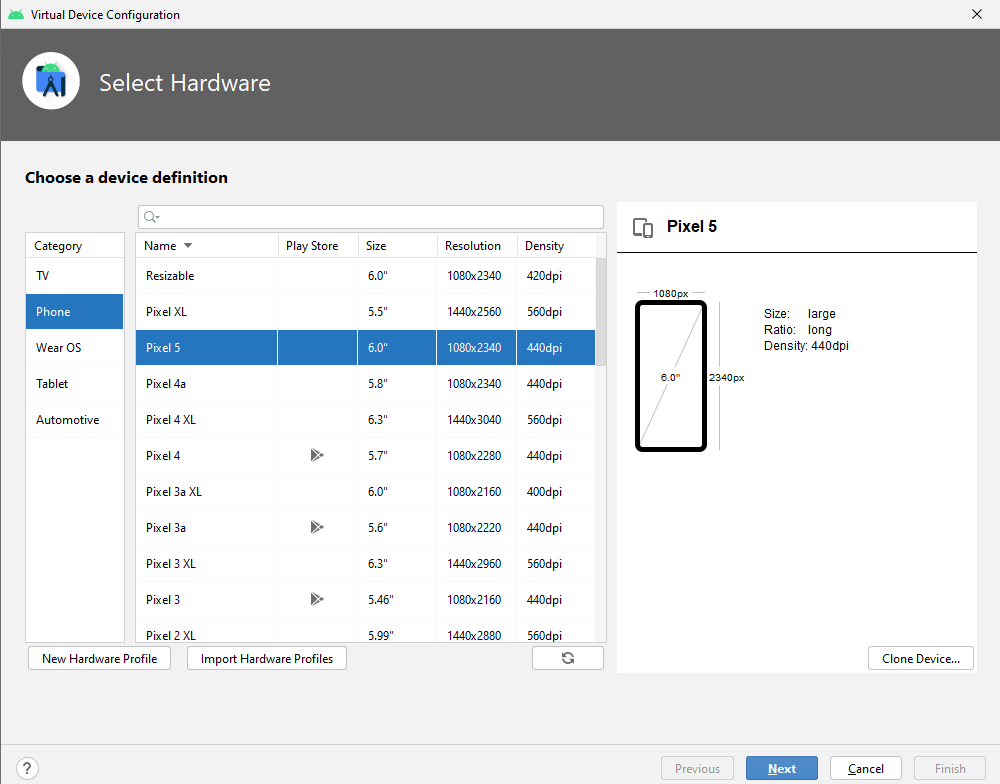 Virtual Device Configuration
Select Hardware
Choose a device definition
Category
TV
Phone
Wear OS
Tablet
Automotive
Name Play Store Size Resolution Density
Resizable 6.0" 1080x2340 420dpi
Pixel XL 5.5" 1440x2560 560dpi
Pixel 5 6.0" 1080x2340 440dpi
Pixel 4a 5.8" 1080x2340 440dpi
Pixel 4 XL 6.3" 1440x3040 560dpi
Pixel 4 5.7" 1080x2280 440dpi
Pixel 3a XL 6.0" 1080x2160 400dpi
Pixel 3a 5.6" 1080x2220 440dpi
Pixel 3 XL 6.3" 1440x2960 560dpi
Pixel 3 5.46" 1080x2160 440dpi
Pixel 2 XL 5.99" 1440x2880 560dpi
New Hardware Profile Import Hardware Profiles
Pixel 5
1080px
6.0"
2340px
Size: large
Ratio: long
Density: 440dpi
Clone Device...
? Previous Next Cancel Finish